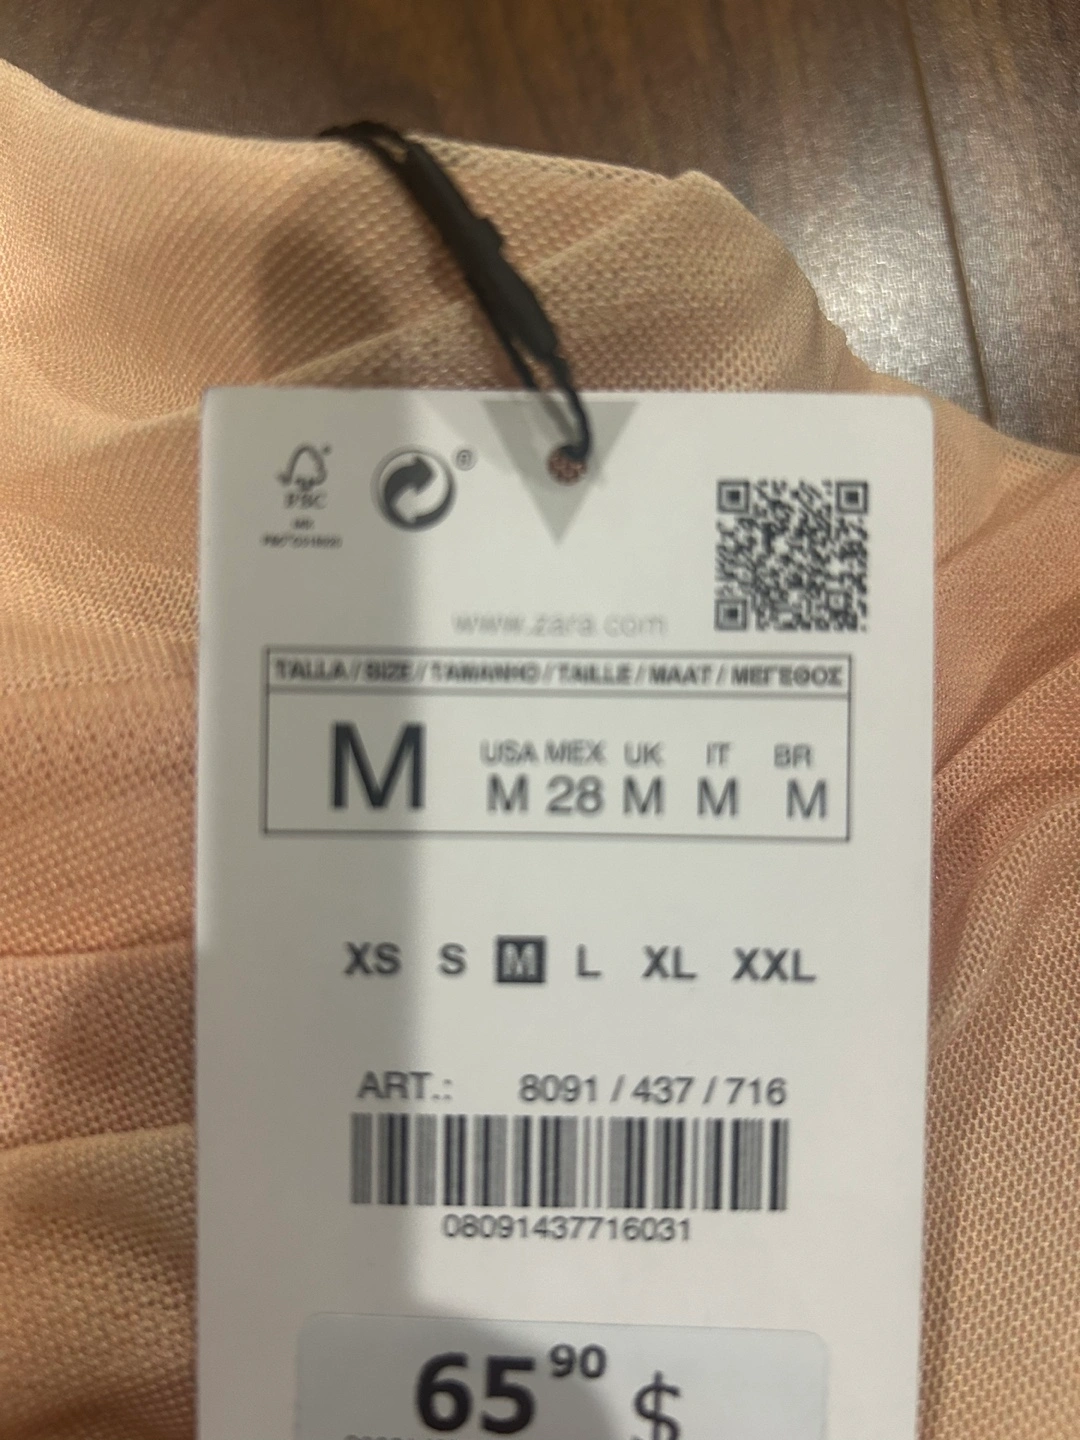 FSC
®
www.zara.com
TALLA / SIZE / TAMANHO / TAILLE / MAAT / ΜΕΓΕΘΟΣ
M
USA MEX UK IT BR
M 28 M M M
XS S M L XL XXL
ART.: 8091 / 437 / 716
08091437716031
65 90 $